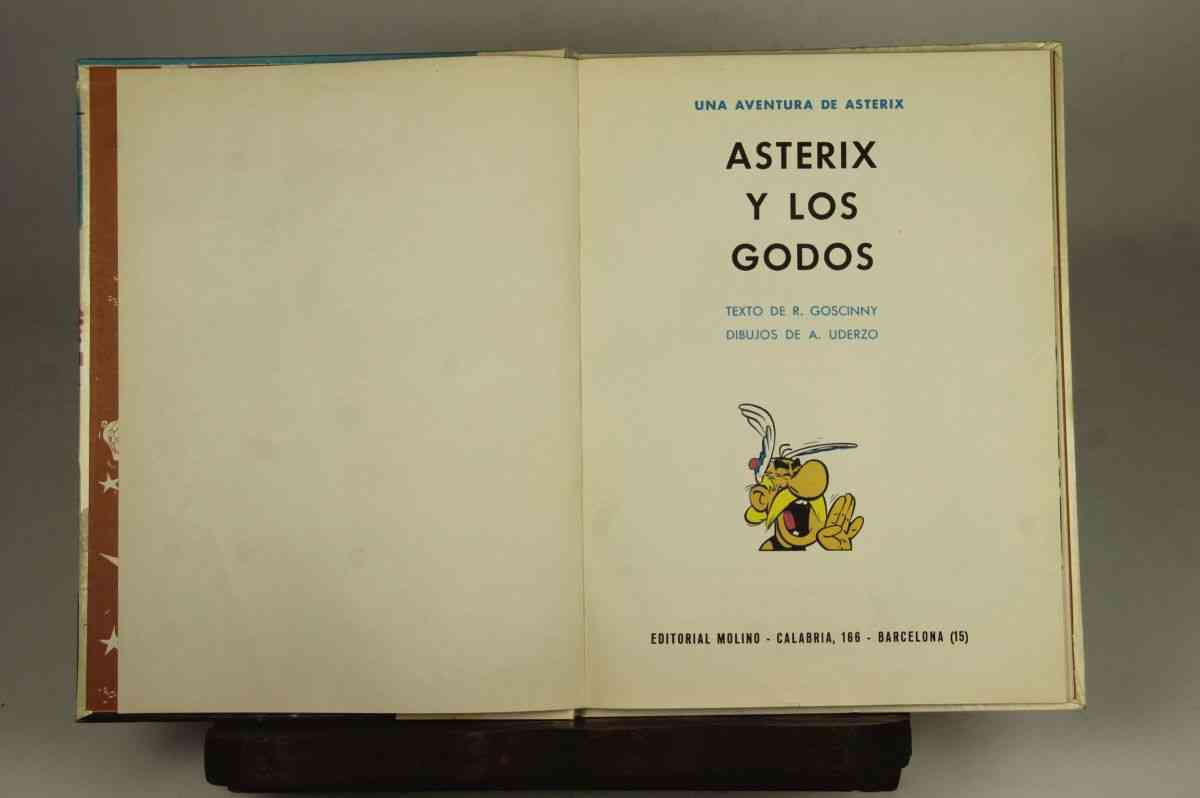 UNA AVENTURA DE ASTERIX
ASTERIX
Y LOS
GODOS
TEXTO DE R. GOSCINNY
DIBUJOS DE A. UDERZO
EDITORIAL MOLINO - CALABRIA, 166 - BARCELONA (15)